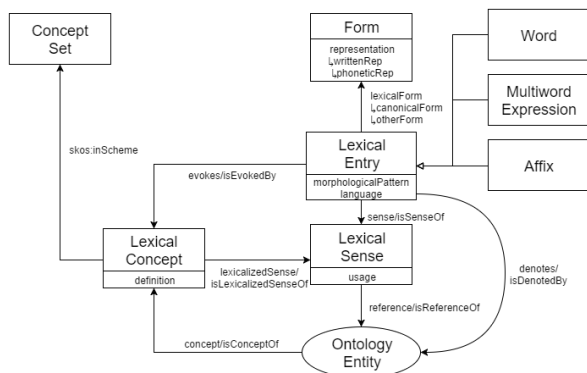 Concept
Set
Form
representation
↳writtenRep
↳phoneticRep
Word
Multiword
Expression
Affix
lexicalForm
↳canonicalForm
↳otherForm
skos:inScheme
Lexical
Entry
morphologicalPattern
language
evokes/isEvokedBy
sense/isSenseOf
Lexical
Concept
definition
lexicalizedSense/
isLexicalizedSenseOf
Lexical
Sense
usage
denotes/
isDenotedBy
reference/isReferenceOf
concept/isConceptOf
Ontology
Entity